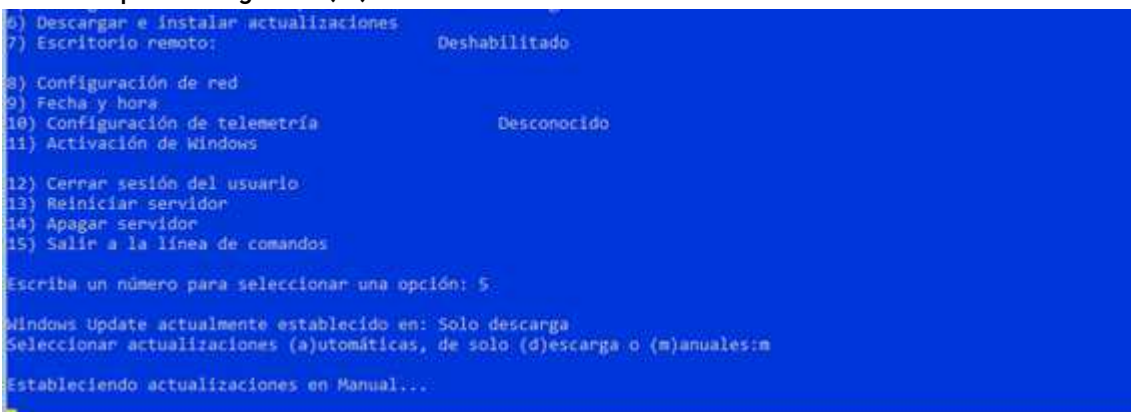 6) Descargar e instalar actualizaciones
7) Escritorio remoto: Deshabilitado
8) Configuración de red
9) Fecha y hora
10) Configuración de telemetría Desconocido
11) Activación de Windows
12) Cerrar sesión del usuario
13) Reiniciar servidor
14) Apagar servidor
15) Salir a la línea de comandos
Escriba un número para seleccionar una opción: 5
Windows Update actualmente establecido en: Solo descarga
Seleccionar actualizaciones (a)utomáticas, de solo (d)escarga o (m)anuales:m
Estableciendo actualizaciones en Manual...